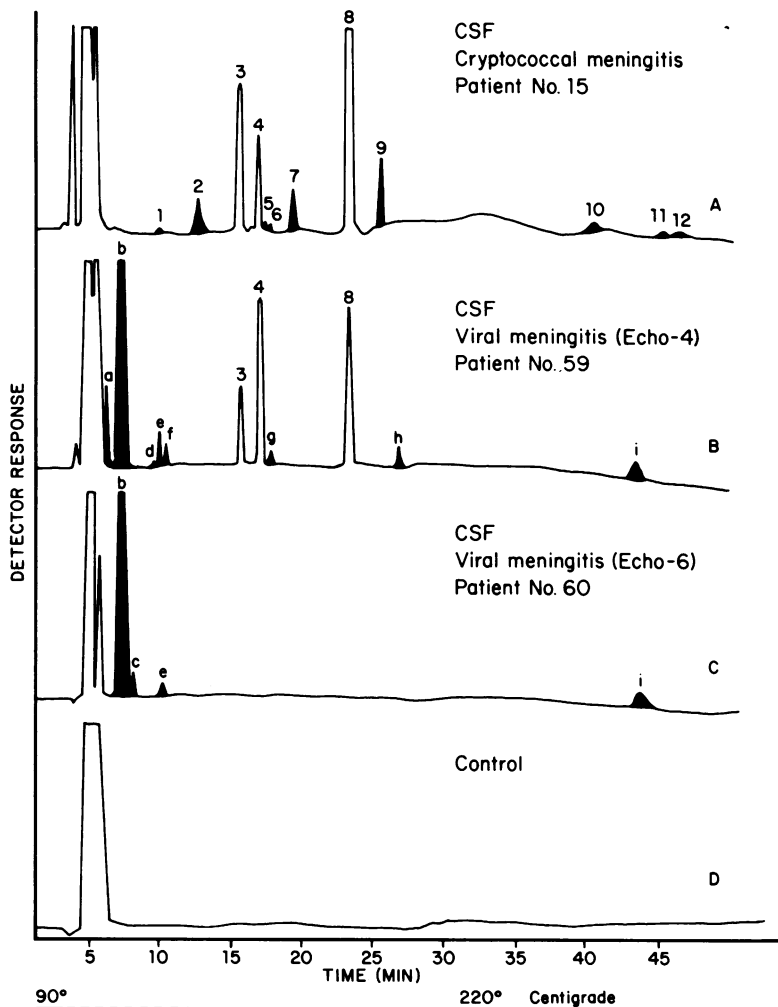 CSF
Cryptococcal meningitis
Patient No. 15
1
2
3
4
5
6
7
8
9
10
11
12
A
CSF
Viral meningitis (Echo-4)
Patient No. 59
a
b
d
e
f
3
4
g
8
h
i
B
CSF
Viral meningitis (Echo-6)
Patient No. 60
b
c
e
i
C
Control
D
DETECTOR RESPONSE
5 10 15 20 25 30 35 40 45
TIME (MIN)
90° 220° Centigrade